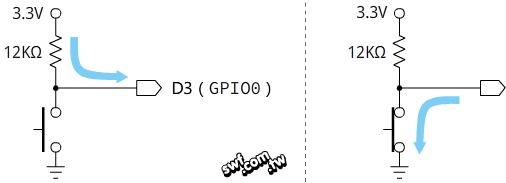 3.3V
12KΩ
D3 ( GPIO0 )
swf.com.tw
3.3V
12KΩ